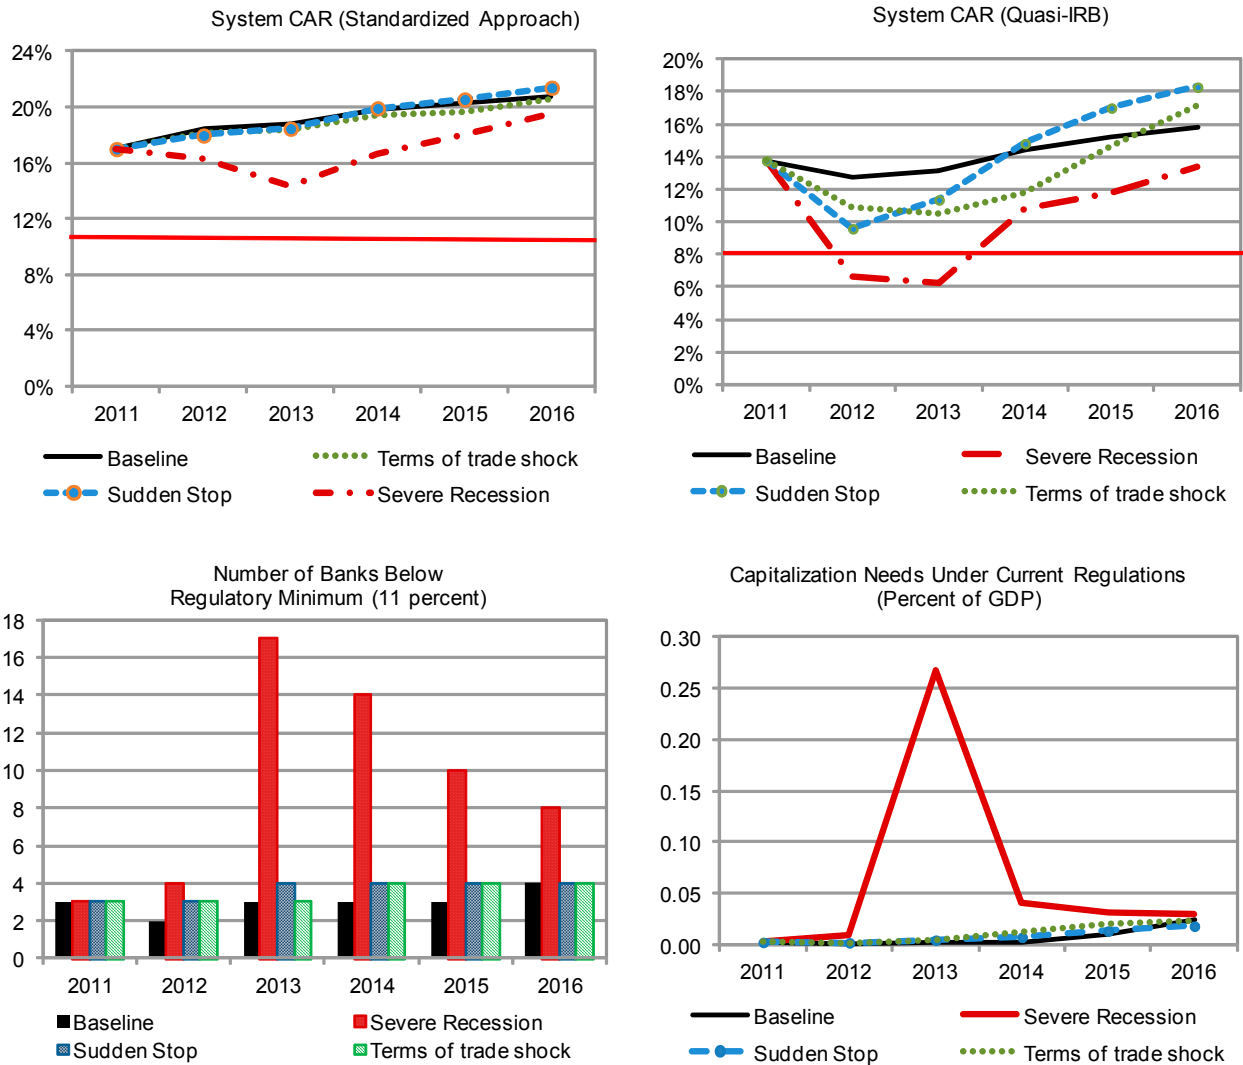 System CAR (Standardized Approach)
24%
20%
16%
12%
8%
4%
0%
2011 2012 2013 2014 2015 2016
Baseline Terms of trade shock
Sudden Stop Severe Recession
System CAR (Quasi-IRB)
20%
18%
16%
14%
12%
10%
8%
6%
4%
2%
0%
2011 2012 2013 2014 2015 2016
Baseline Severe Recession
Sudden Stop Terms of trade shock
Number of Banks Below
Regulatory Minimum (11 percent)
18
16
14
12
10
8
6
4
2
0
2011 2012 2013 2014 2015 2016
Baseline Severe Recession
Sudden Stop Terms of trade shock
Capitalization Needs Under Current Regulations
(Percent of GDP)
0.30
0.25
0.20
0.15
0.10
0.05
0.00
2011 2012 2013 2014 2015 2016
Baseline Severe Recession
Sudden Stop Terms of trade shock